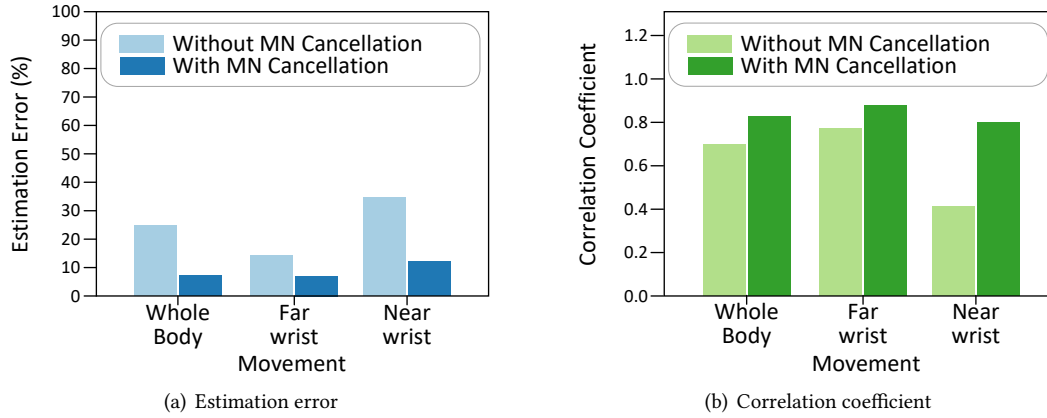 100
90
80
70
60
50
40
30
20
10
0
Estimation Error (%)
Without MN Cancellation
With MN Cancellation
Whole
Body
Far
wrist
Near
wrist
Movement
(a) Estimation error
1.2
1.0
0.8
0.6
0.4
0.2
0.0
Correlation Coefficient
Without MN Cancellation
With MN Cancellation
Whole
Body
Far
wrist
Near
wrist
Movement
(b) Correlation coefficient